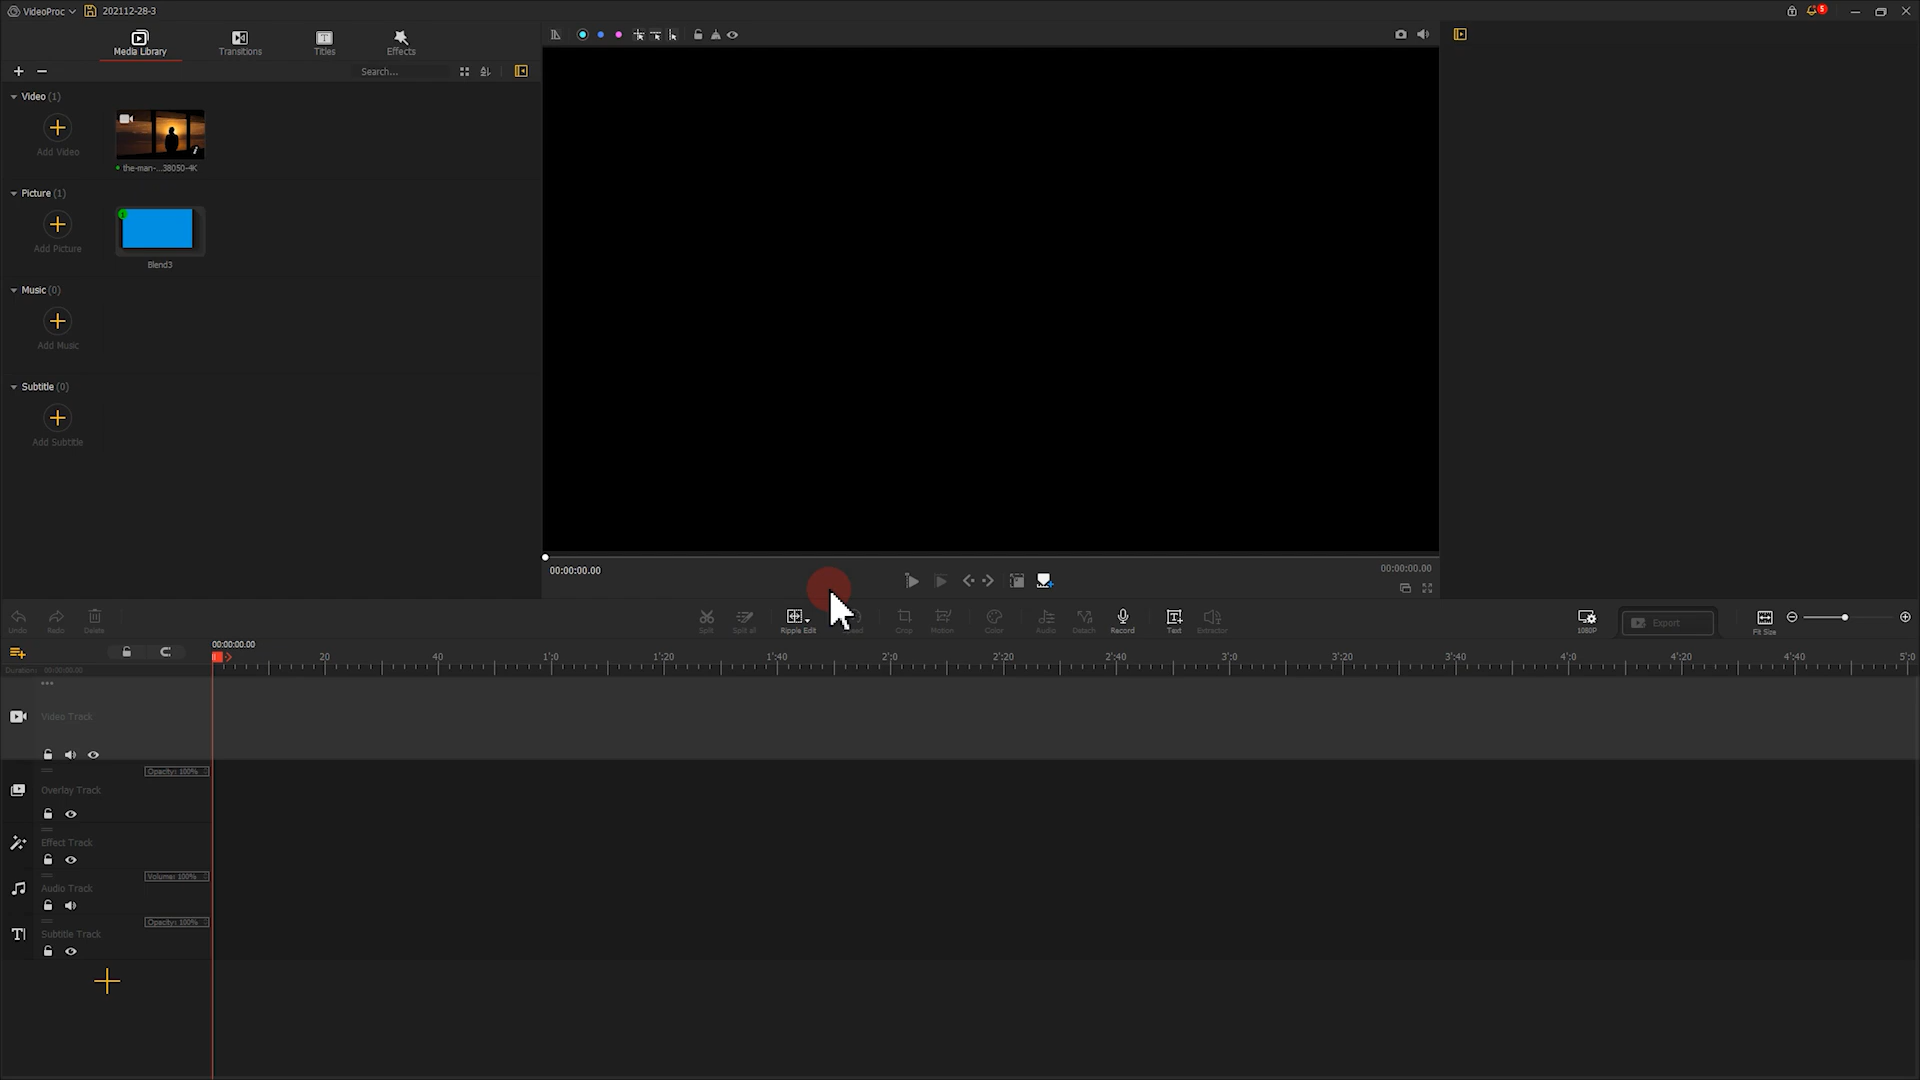 VideoProc 202112-28-3 5
Media Library Transitions Titles Effects
Search...
Video (1)
Add Video
the-man-...38050-4K
Picture (1)
Add Picture
Blend3
Music (0)
Add Music
Subtitle (0)
Add Subtitle
00:00:00.00 00:00:00.00
Undo Redo Delete Split Split all Ripple Edit Crop Motion Color Audio Detach Record Text Extractor 1080P Export Fit Size
00:00:00.00
20 40 1':0 1':20 1':40 2':0 2':20 2':40 3':0 3':20 3':40 4':0 4':20 4':40 5':0
Duration: 00:00:00.00
Video Track
Opacity: 100%
Overlay Track
Effect Track
Volume: 100%
Audio Track
Opacity: 100%
Subtitle Track